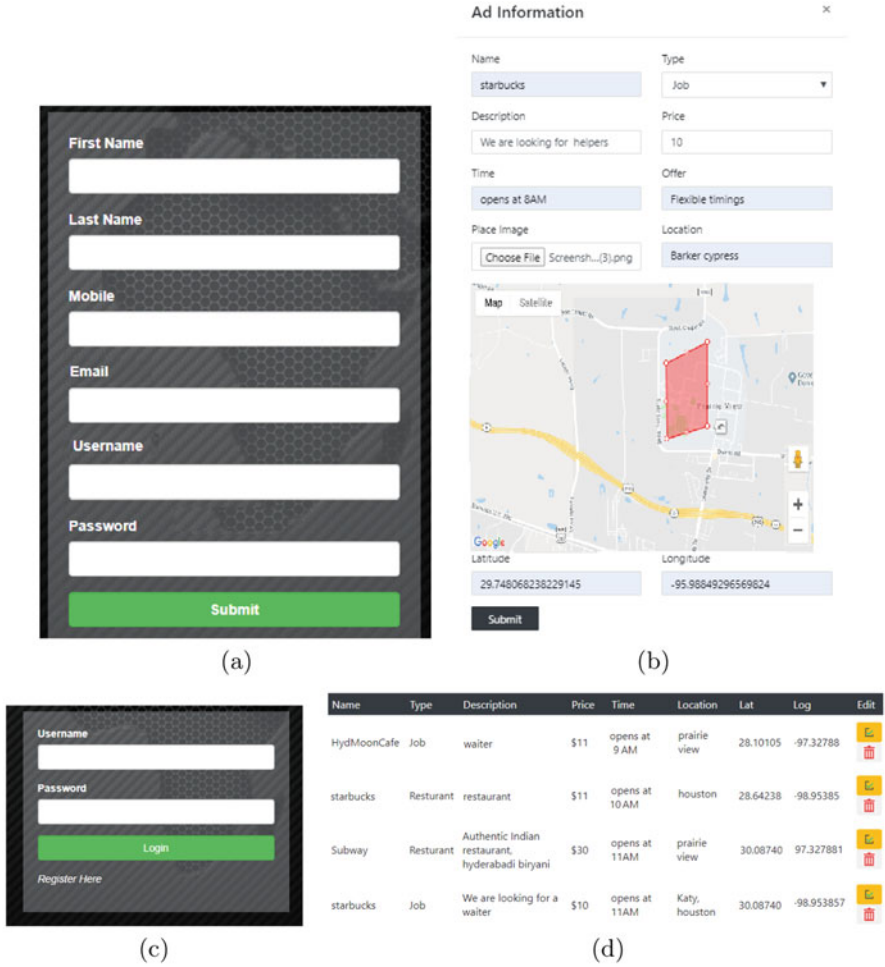 First Name
Last Name
Mobile
Email
Username
Password
Submit
(a)
Ad Information ×
Name Type
starbucks Job
Description Price
We are looking for helpers 10
Time Offer
opens at 8AM Flexible timings
Place Image Location
Choose File Screensh...(3).png Barker cypress
Map Satellite
Google
Latitude Longitude
29.748068238229145 -95.98849296569824
Submit
(b)
Username
Password
Login
Register Here
(c)
Name Type Description Price Time Location Lat Log Edit
HydMoonCafe Job waiter $11 opens at prairie 28.10105 -97.32788
9 AM view
starbucks Resturant restaurant $11 opens at houston 28.64238 -98.95385
10 AM
Authentic Indian
Subway Resturant restaurant, $30 opens at prairie 30.08740 97.327881
hyderabadi biryani 11AM view
starbucks Job We are looking for a $10 opens at Katy, 30.08740 -98.953857
waiter 11AM houston
(d)